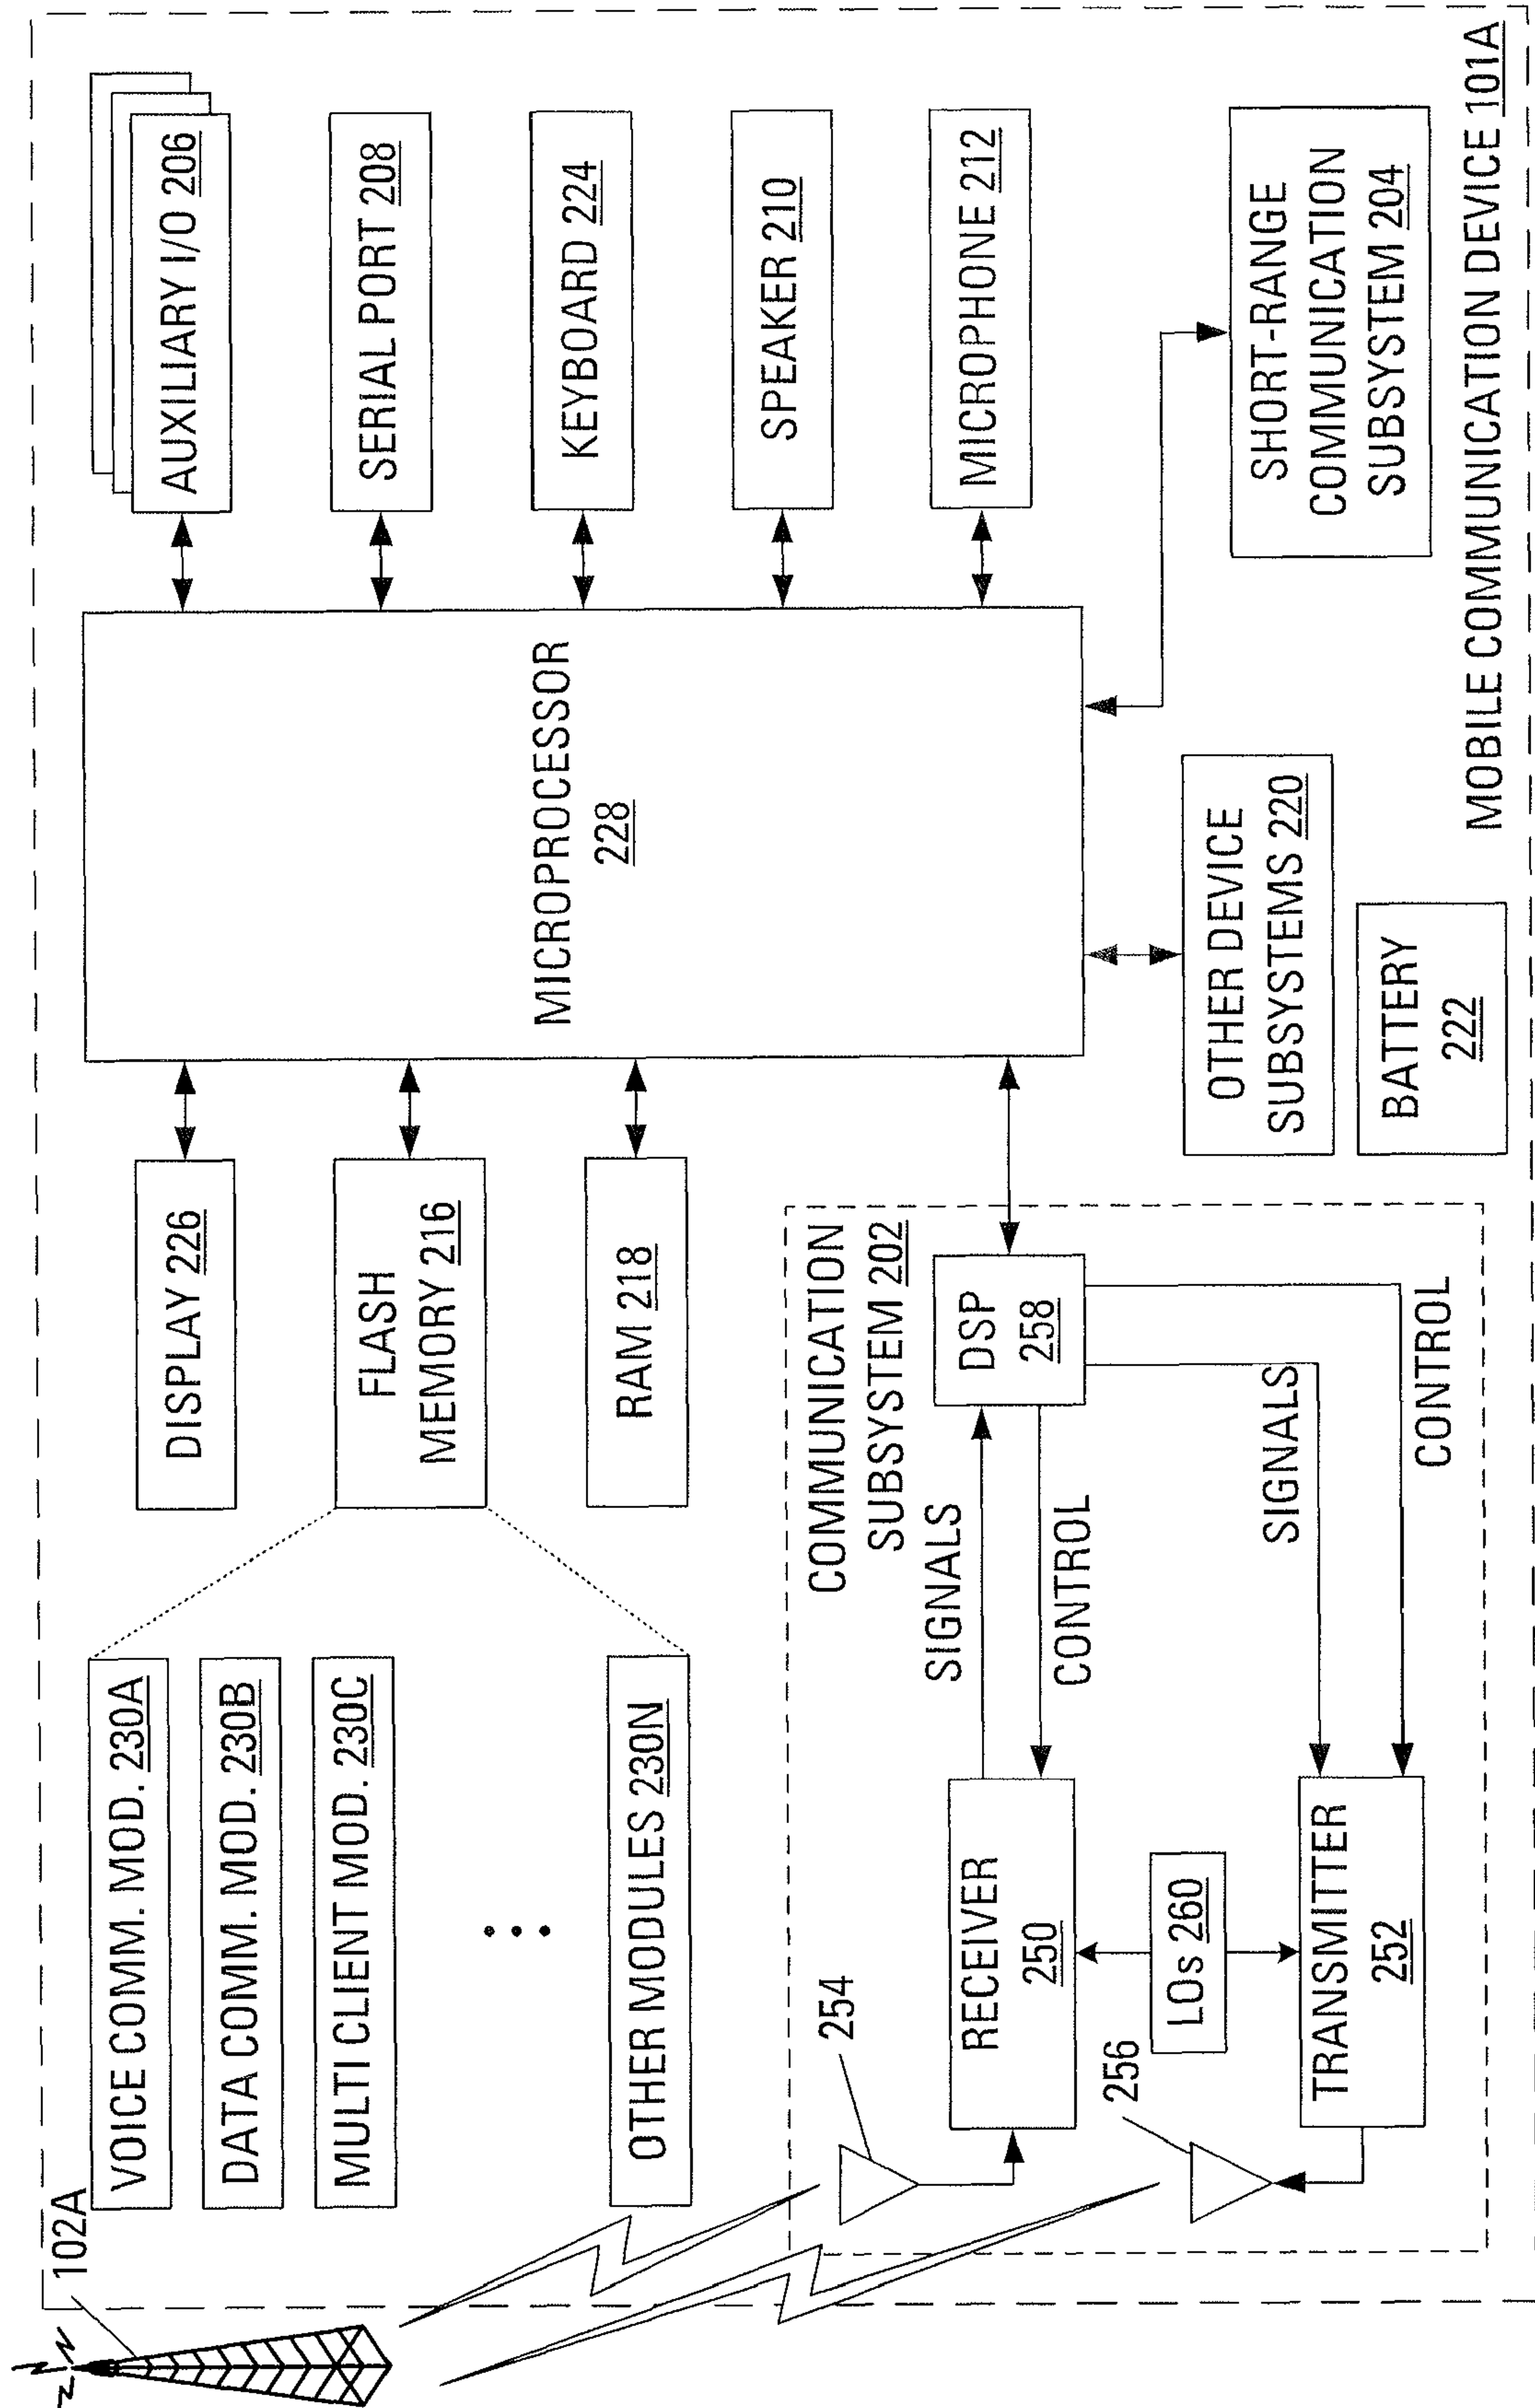 102A
VOICE COMM. MOD. 230A
DATA COMM. MOD. 230B
MULTI CLIENT MOD. 230C
OTHER MODULES 230N
DISPLAY 226
FLASH
MEMORY 216
RAM 218
MICROPROCESSOR
228
AUXILIARY I/O 206
SERIAL PORT 208
KEYBOARD 224
SPEAKER 210
MICROPHONE 212
COMMUNICATION
SUBSYSTEM 202
254
RECEIVER
250
SIGNALS
CONTROL
DSP
258
256
LOs 260
TRANSMITTER
252
SIGNALS
CONTROL
OTHER DEVICE
SUBSYSTEMS 220
BATTERY
222
SHORT-RANGE
COMMUNICATION
SUBSYSTEM 204
MOBILE COMMUNICATION DEVICE 101A